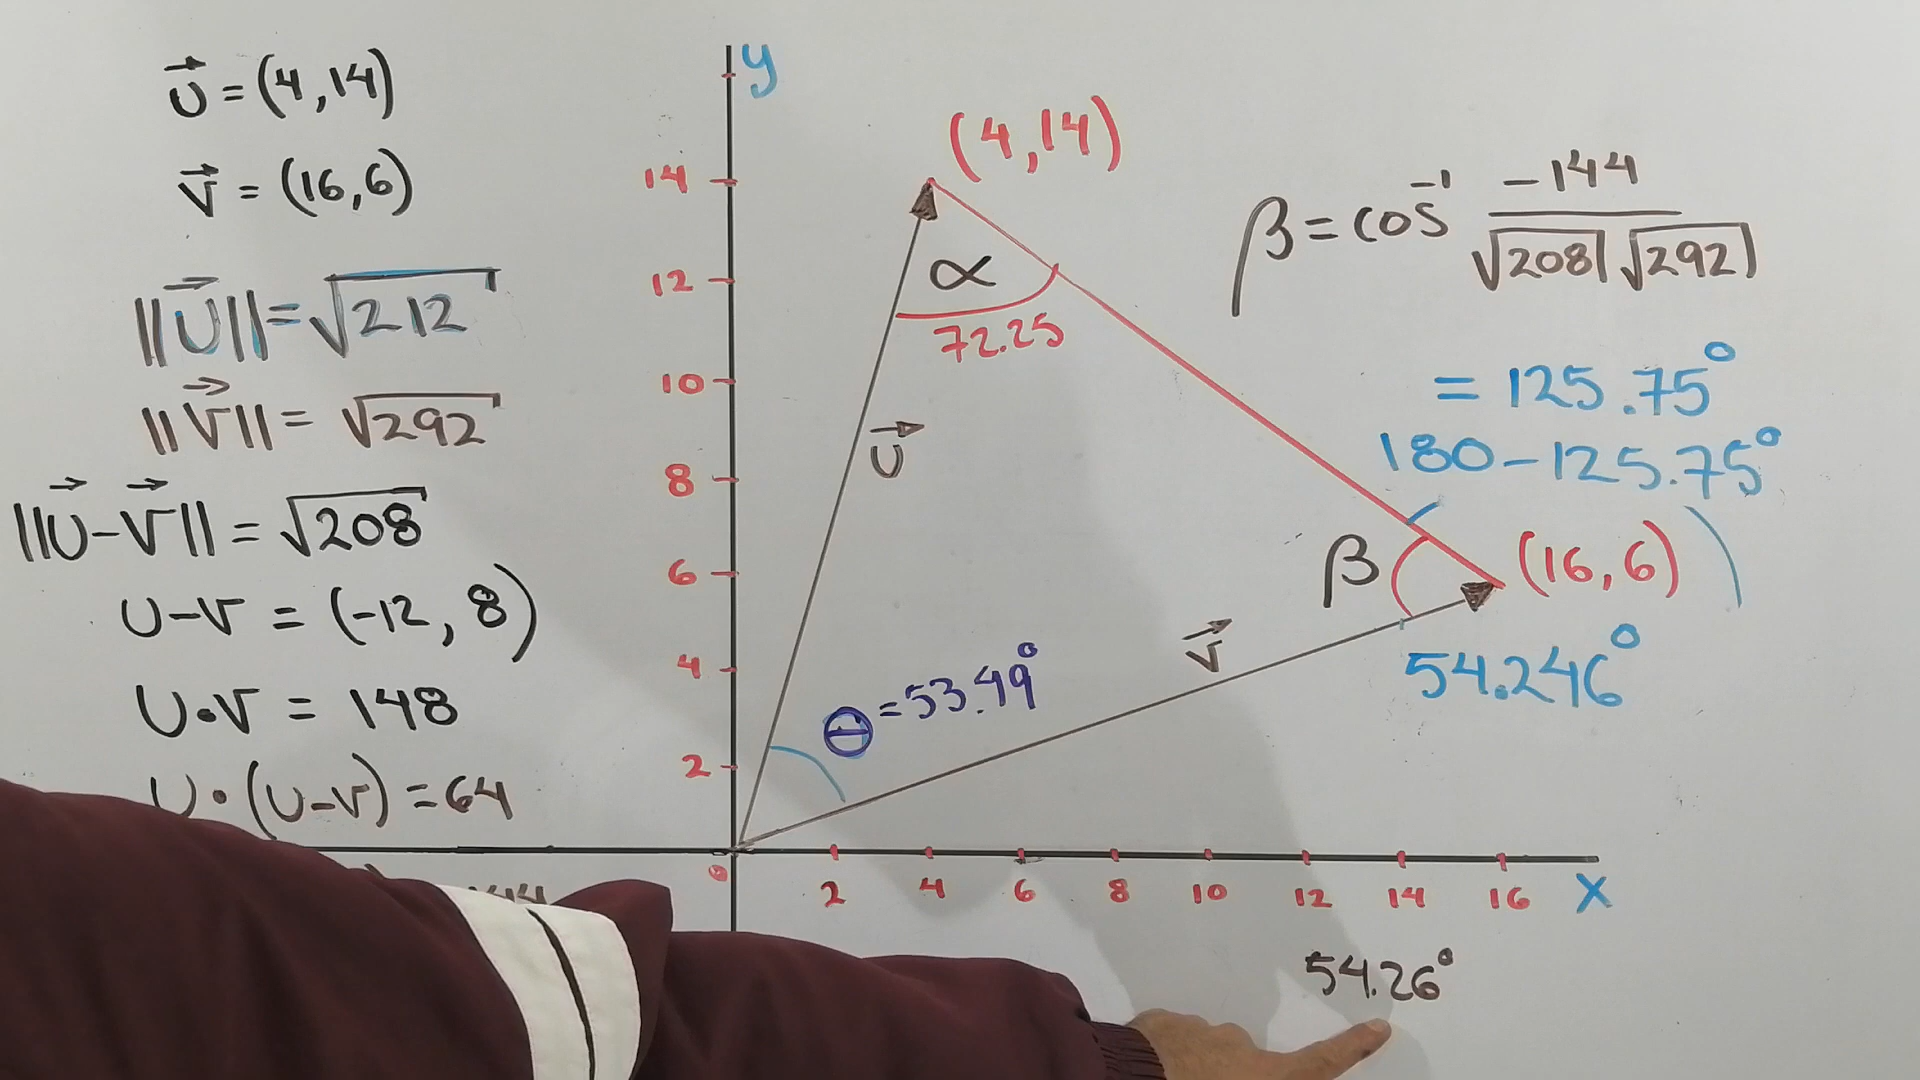 U⃗ = (4,14)
V⃗ = (16,6)
||U⃗|| = √212
||V⃗|| = √292
||U⃗-V⃗|| = √208
U-V = (-12, 8)
U•V = 148
U•(U-V) = 64
y
14
12
10
8
6
4
2
0
2 4 6 8 10 12 14 16 x
(4,14)
α
72.25
U⃗
V⃗
θ = 53.49°
β
(16,6)
54.246°
β = cos⁻¹ -144 / √208 √292
= 125.75°
180-125.75°
54.26°